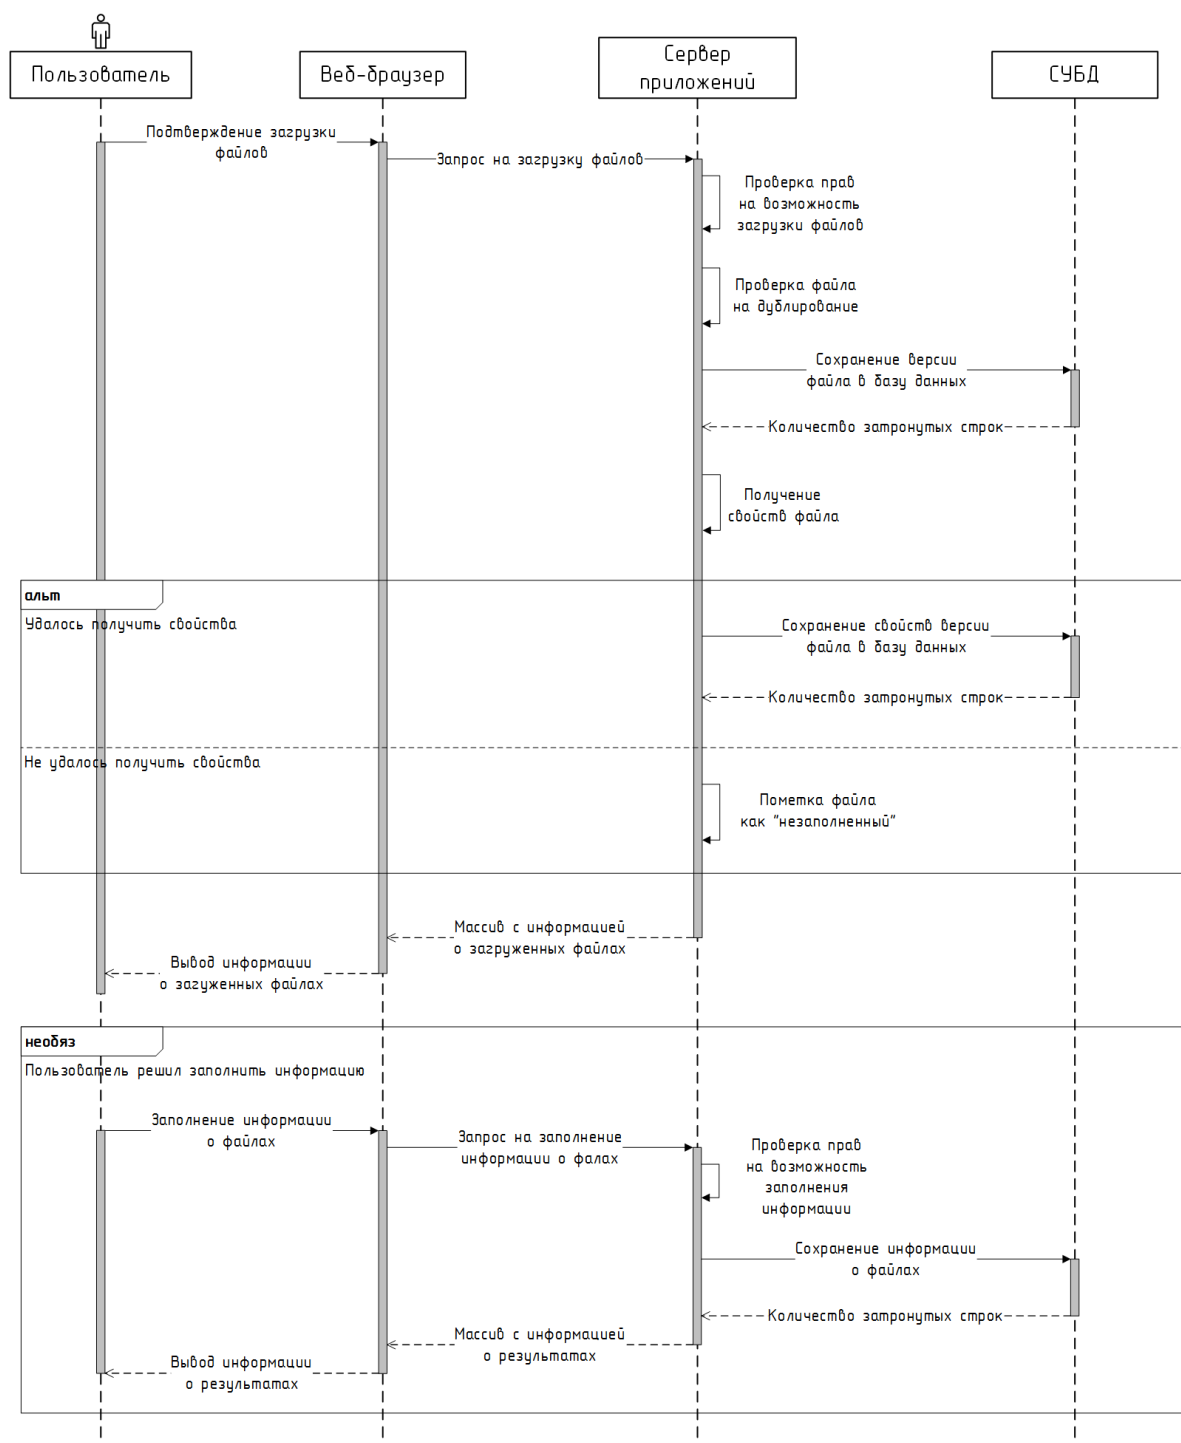 Пользователь
Веб-браузер
Сервер
приложений
СУБД
Подтверждение загрузки
файлов
Запрос на загрузку файлов
Проверка прав
на возможность
загрузки файлов
Проверка файла
на дублирование
Сохранение версии
файла в базу данных
Количество затронутых строк
Получение
свойств файла
альт
Удалось получить свойства
Сохранение свойств версии
файла в базу данных
Количество затронутых строк
Не удалось получить свойства
Пометка файла
как "незаполненный"
Массив с информацией
о загруженных файлах
Вывод информации
о загуженных файлах
необяз
Пользователь решил заполнить информацию
Заполнение информации
о файлах
Запрос на заполнение
информации о фалах
Проверка прав
на возможность
заполнения
информации
Сохранение информации
о файлах
Количество затронутых строк
Массив с информацией
о результатах
Вывод информации
о результатах